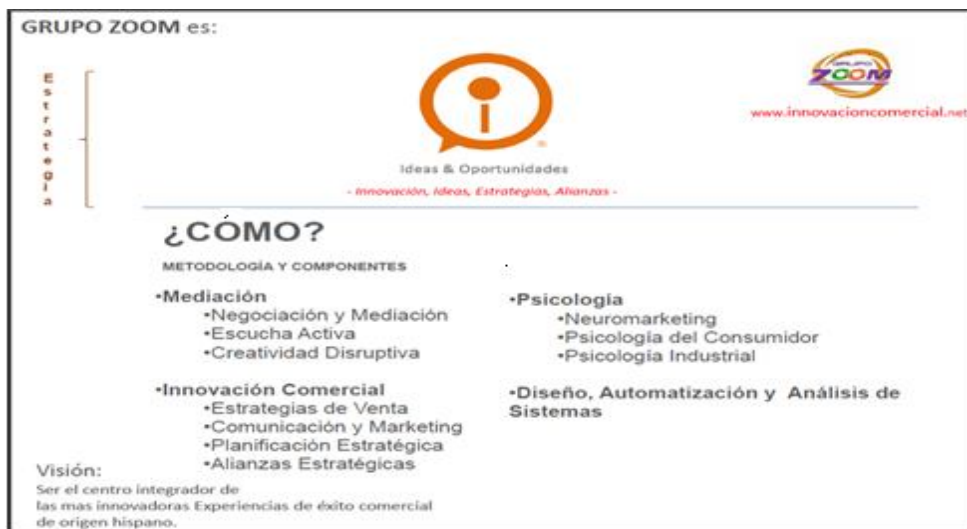 GRUPO ZOOM es:
Estrategia
i
GRUPO
ZOOM
www.innovacioncomercial.net
Ideas & Oportunidades
- Innovación, Ideas, Estrategias, Alianzas -
¿CÓMO?
METODOLOGÍA Y COMPONENTES
•Mediación
•Negociación y Mediación
•Escucha Activa
•Creatividad Disruptiva
•Innovación Comercial
•Estrategias de Venta
•Comunicación y Marketing
•Planificación Estratégica
•Alianzas Estratégicas
•Psicología
•Neuromarketing
•Psicología del Consumidor
•Psicología Industrial
•Diseño, Automatización y Análisis de
Sistemas
Visión:
Ser el centro integrador de
las mas innovadoras Experiencias de éxito comercial
de origen hispano.